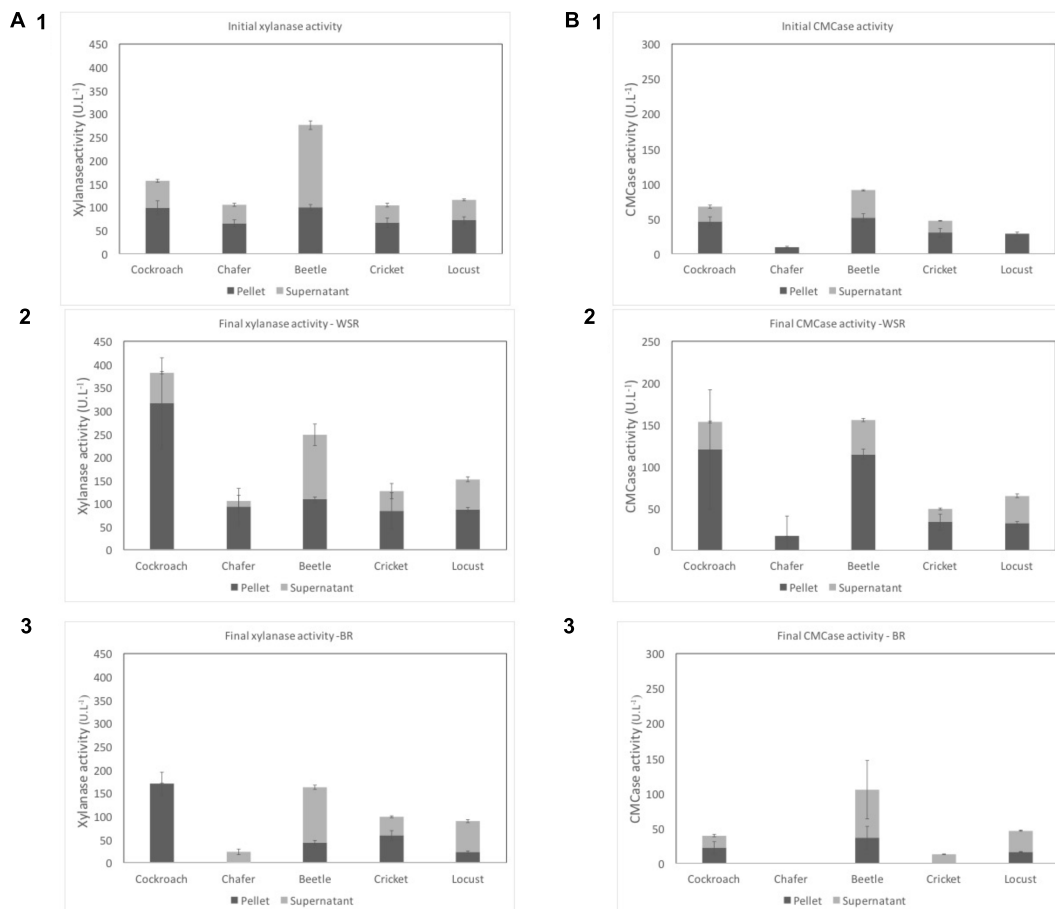 A 1
Initial xylanase activity
Xylanaseactivity (U.L-1)
450
400
350
300
250
200
150
100
50
0
Cockroach Chafer Beetle Cricket Locust
Pellet Supernatant
B 1
Initial CMCase activity
CMCase activity (U.L-1)
300
250
200
150
100
50
0
Cockroach Chafer Beetle Cricket Locust
Pellet Supernatant
2
Final xylanase activity - WSR
Xylanase activity (U.L-1)
450
400
350
300
250
200
150
100
50
0
Cockroach Chafer Beetle Cricket Locust
Pellet Supernatant
2
Final CMCase activity -WSR
CMCase activity (U.L-1)
250
200
150
100
50
0
Cockroach Chafer Beetle Cricket Locust
Pellet Supernatant
3
Final xylanase activity -BR
Xylanase activity (U.L-1)
450
400
350
300
250
200
150
100
50
0
Cockroach Chafer Beetle Cricket Locust
Pellet Supernatant
3
Final CMCase activity - BR
CMCase activity (U.L-1)
300
250
200
150
100
50
0
Cockroach Chafer Beetle Cricket Locust
Pellet Supernatant